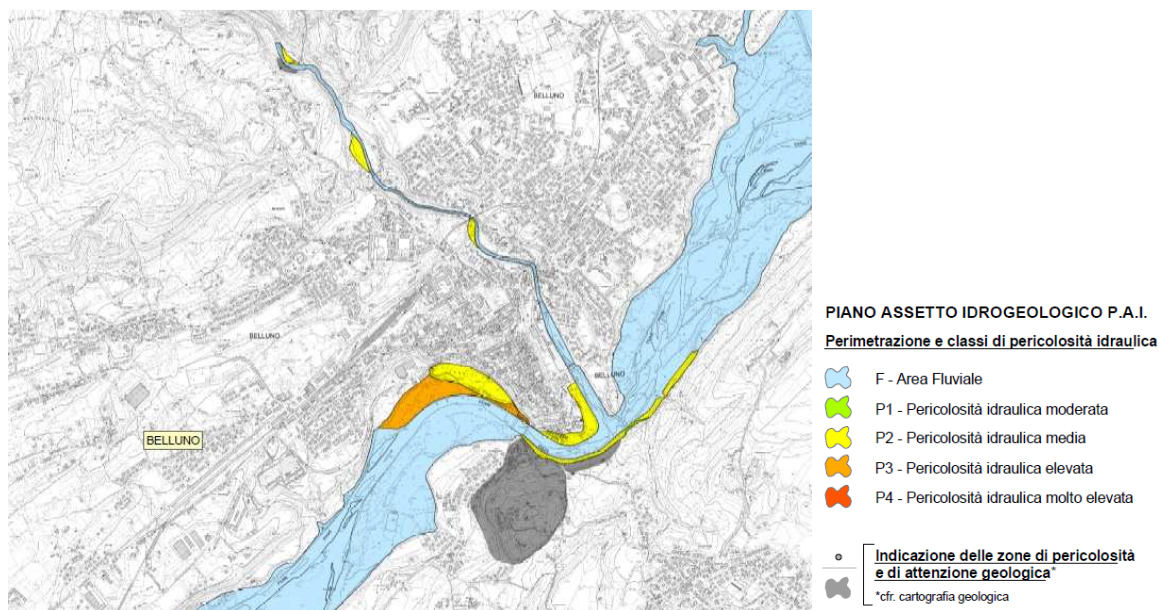 BELLUNO
BELLUNO
BELLUNO
BELLUNO
PIANO ASSETTO IDROGEOLOGICO P.A.I.
Perimetrazione e classi di pericolosità idraulica
F - Area Fluviale
P1 - Pericolosità idraulica moderata
P2 - Pericolosità idraulica media
P3 - Pericolosità idraulica elevata
P4 - Pericolosità idraulica molto elevata
Indicazione delle zone di pericolosità
e di attenzione geologica*
*cfr. cartografia geologica